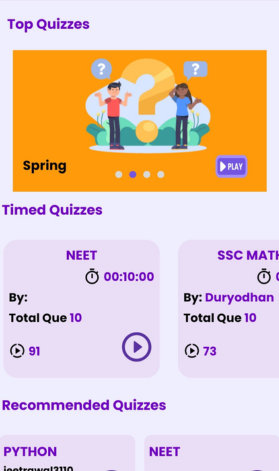 Top Quizzes
Spring
PLAY
Timed Quizzes
NEET
00:10:00
By:
Total Que 10
91
SSC MATH
By: Duryodhan
Total Que 10
73
Recommended Quizzes
PYTHON
jeetrawal3110
NEET